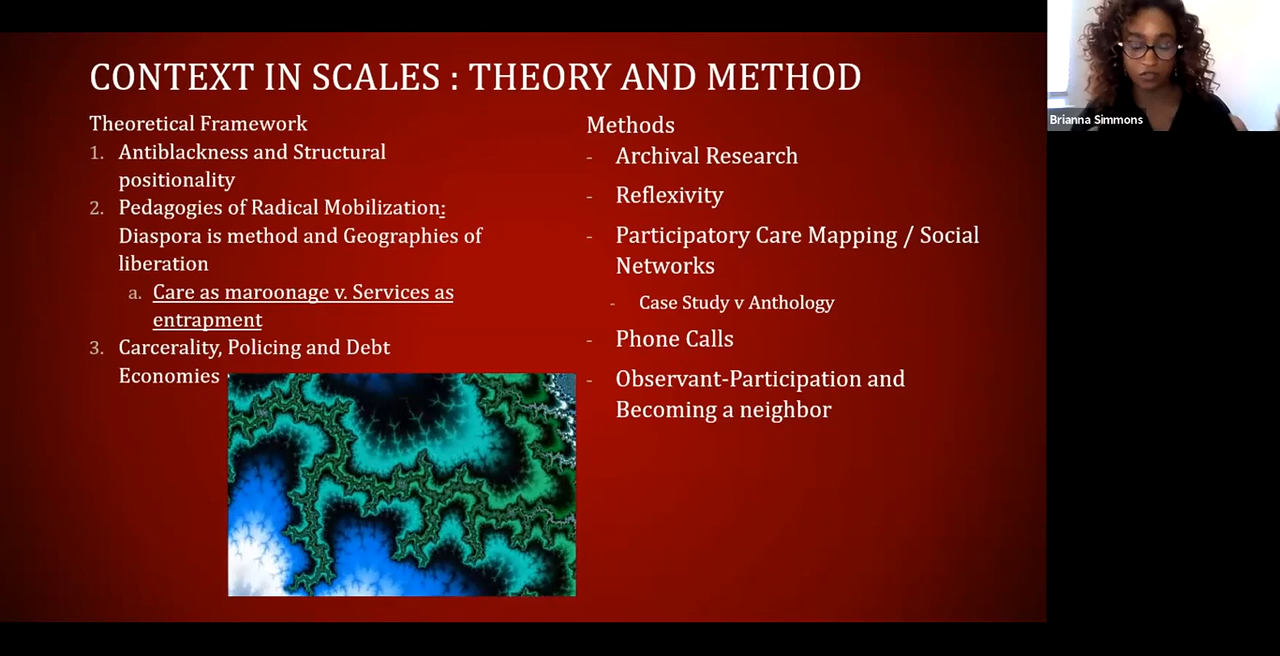 CONTEXT IN SCALES : THEORY AND METHOD
Theoretical Framework
1. Antiblackness and Structural
positionality
2. Pedagogies of Radical Mobilization:
Diaspora is method and Geographies of
liberation
a. Care as maroonage v. Services as
entrapment
3. Carcerality, Policing and Debt
Economies
Methods
- Archival Research
- Reflexivity
- Participatory Care Mapping / Social
Networks
- Case Study v Anthology
- Phone Calls
- Observant-Participation and
Becoming a neighbor
Brianna Simmons